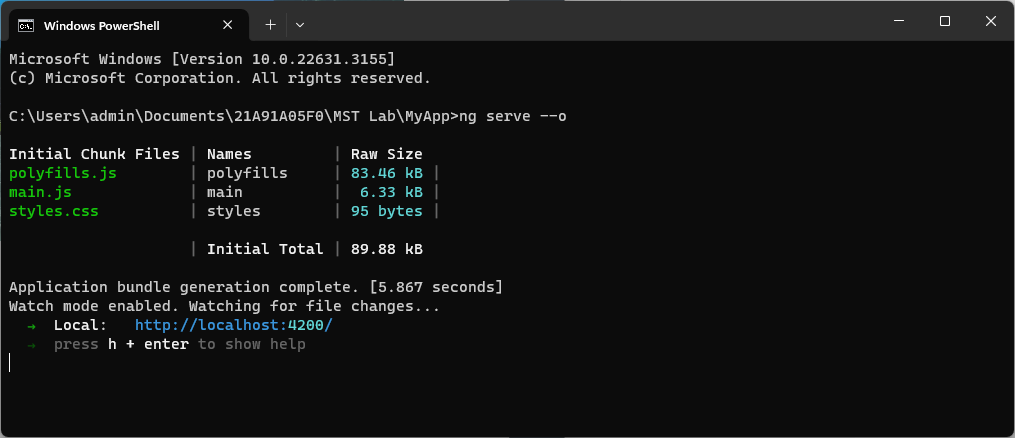 Windows PowerShell
Microsoft Windows [Version 10.0.22631.3155]
(c) Microsoft Corporation. All rights reserved.
C:\Users\admin\Documents\21A91A05F0\MST Lab\MyApp>ng serve --o
Initial Chunk Files | Names | Raw Size
polyfills.js | polyfills | 83.46 kB |
main.js | main | 6.33 kB |
styles.css | styles | 95 bytes |
| Initial Total | 89.88 kB
Application bundle generation complete. [5.867 seconds]
Watch mode enabled. Watching for file changes...
➜ Local: http://localhost:4200/
➜ press h + enter to show help